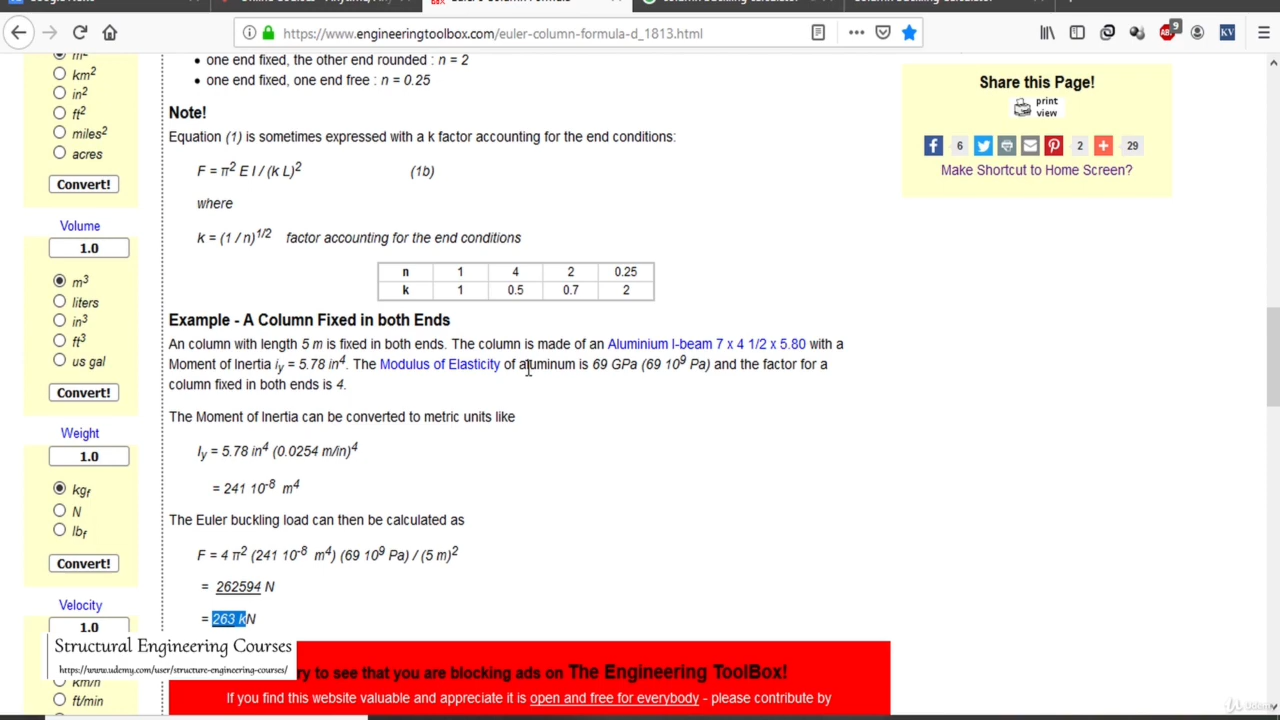 Euler's Column Formula
https://www.engineeringtoolbox.com/euler-column-formula-d_1813.html
9
KV
m2
km2
in2
ft2
miles2
acres
Convert!
Volume
1.0
m3
liters
in3
ft3
us gal
Convert!
Weight
1.0
kgf
N
lbf
Convert!
Velocity
1.0
km/h
ft/min
• one end fixed, the other end rounded : n = 2
• one end fixed, one end free : n = 0.25
Note!
Equation (1) is sometimes expressed with a k factor accounting for the end conditions:
F = π2 E I / (k L)2 (1b)
where
k = (1 / n)1/2 factor accounting for the end conditions
n 1 4 2 0.25
k 1 0.5 0.7 2
Example - A Column Fixed in both Ends
An column with length 5 m is fixed in both ends. The column is made of an Aluminium I-beam 7 x 4 1/2 x 5.80 with a
Moment of Inertia iy = 5.78 in4. The Modulus of Elasticity of aluminum is 69 GPa (69 109 Pa) and the factor for a
column fixed in both ends is 4.
The Moment of Inertia can be converted to metric units like
Iy = 5.78 in4 (0.0254 m/in)4
= 241 10-8 m4
The Euler buckling load can then be calculated as
F = 4 π2 (241 10-8 m4) (69 109 Pa) / (5 m)2
= 262594 N
= 263 kN
ry to see that you are blocking ads on The Engineering ToolBox!
If you find this website valuable and appreciate it is open and free for everybody - please contribute by
Share this Page!
print
view
6
2
29
Make Shortcut to Home Screen?
Structural Engineering Courses
https://www.udemy.com/user/structure-engineering-courses/
Udemy